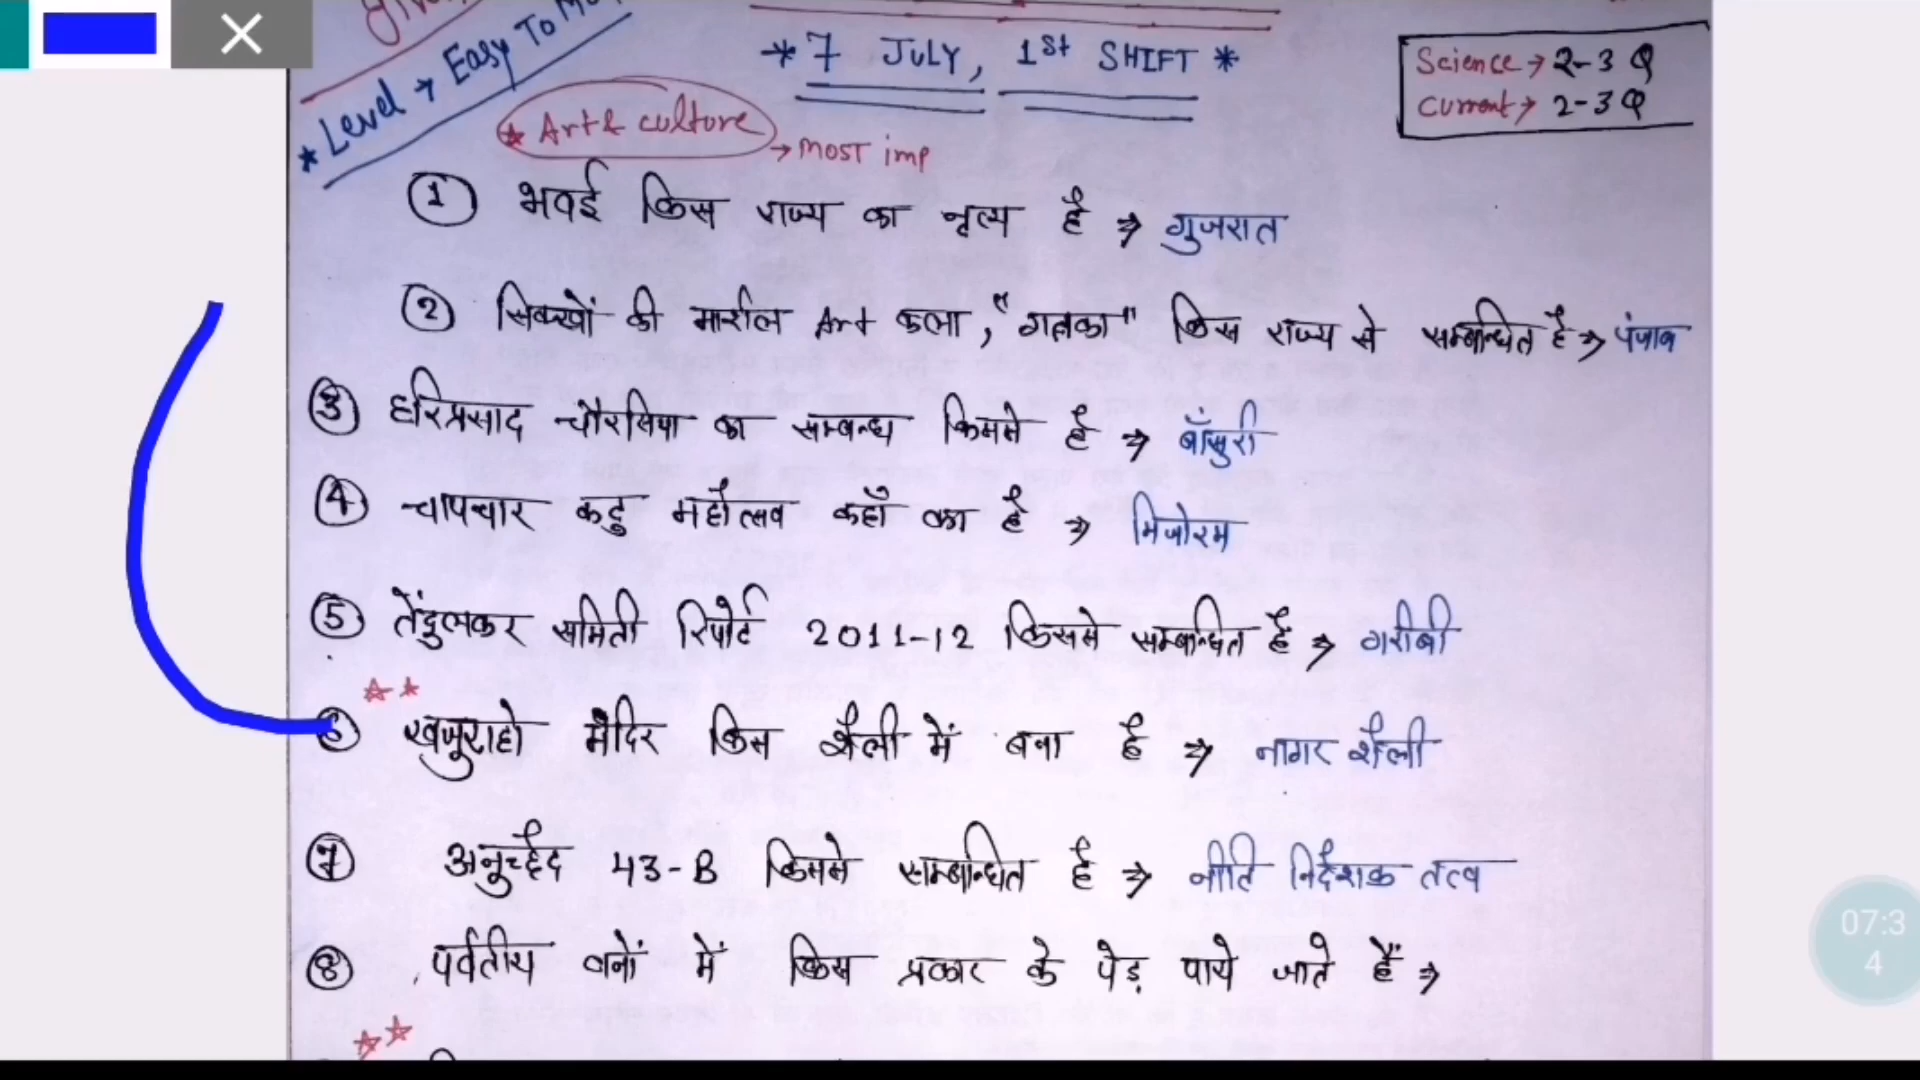 * Level → Easy To
* 7 JULY, 1st SHIFT *
Science → 2-3 Q
Current → 2-3 Q
* Art & culture → MOST imp
① भवई किस राज्य का नृत्य है ⇒ गुजरात
② सिक्खों की मार्शल Art कला, "गतका" किस राज्य से सम्बन्धित है ⇒ पंजाब
③ हरिप्रसाद चौरसिया का सम्बन्ध किससे है ⇒ बाँसुरी
④ चापचार कटु महोत्सव कहाँ का है ⇒ मिजोरम
⑤ तेंदुलकर समिती रिपोर्ट 2011-12 किससे सम्बन्धित है ⇒ गरीबी
⑥ खजुराहो मंदिर किस शैली में बना है ⇒ नागर शैली
⑦ अनुच्छेद 43-B किससे सम्बन्धित है ⇒ नीति निर्देशक तत्व
⑧ पर्वतीय वनों में किस प्रकार के पेड़ पाये जाते हैं ⇒
07:3
4